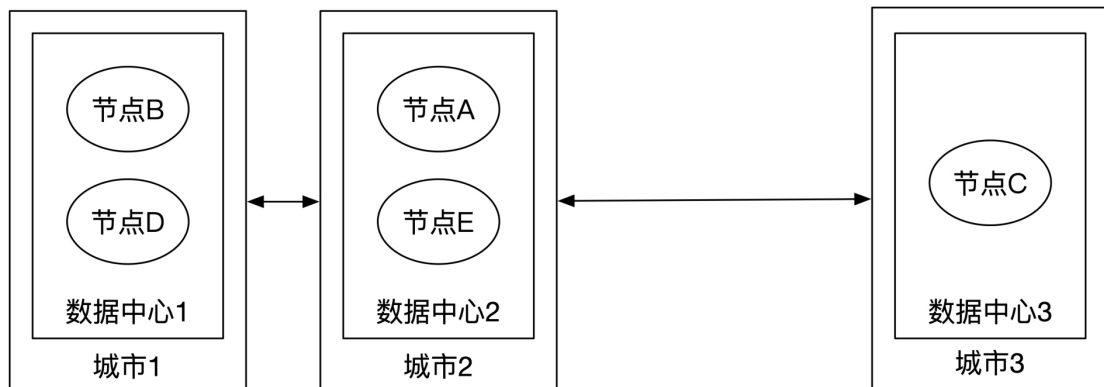 节点B
节点D
数据中心1
城市1
节点A
节点E
数据中心2
城市2
节点C
数据中心3
城市3